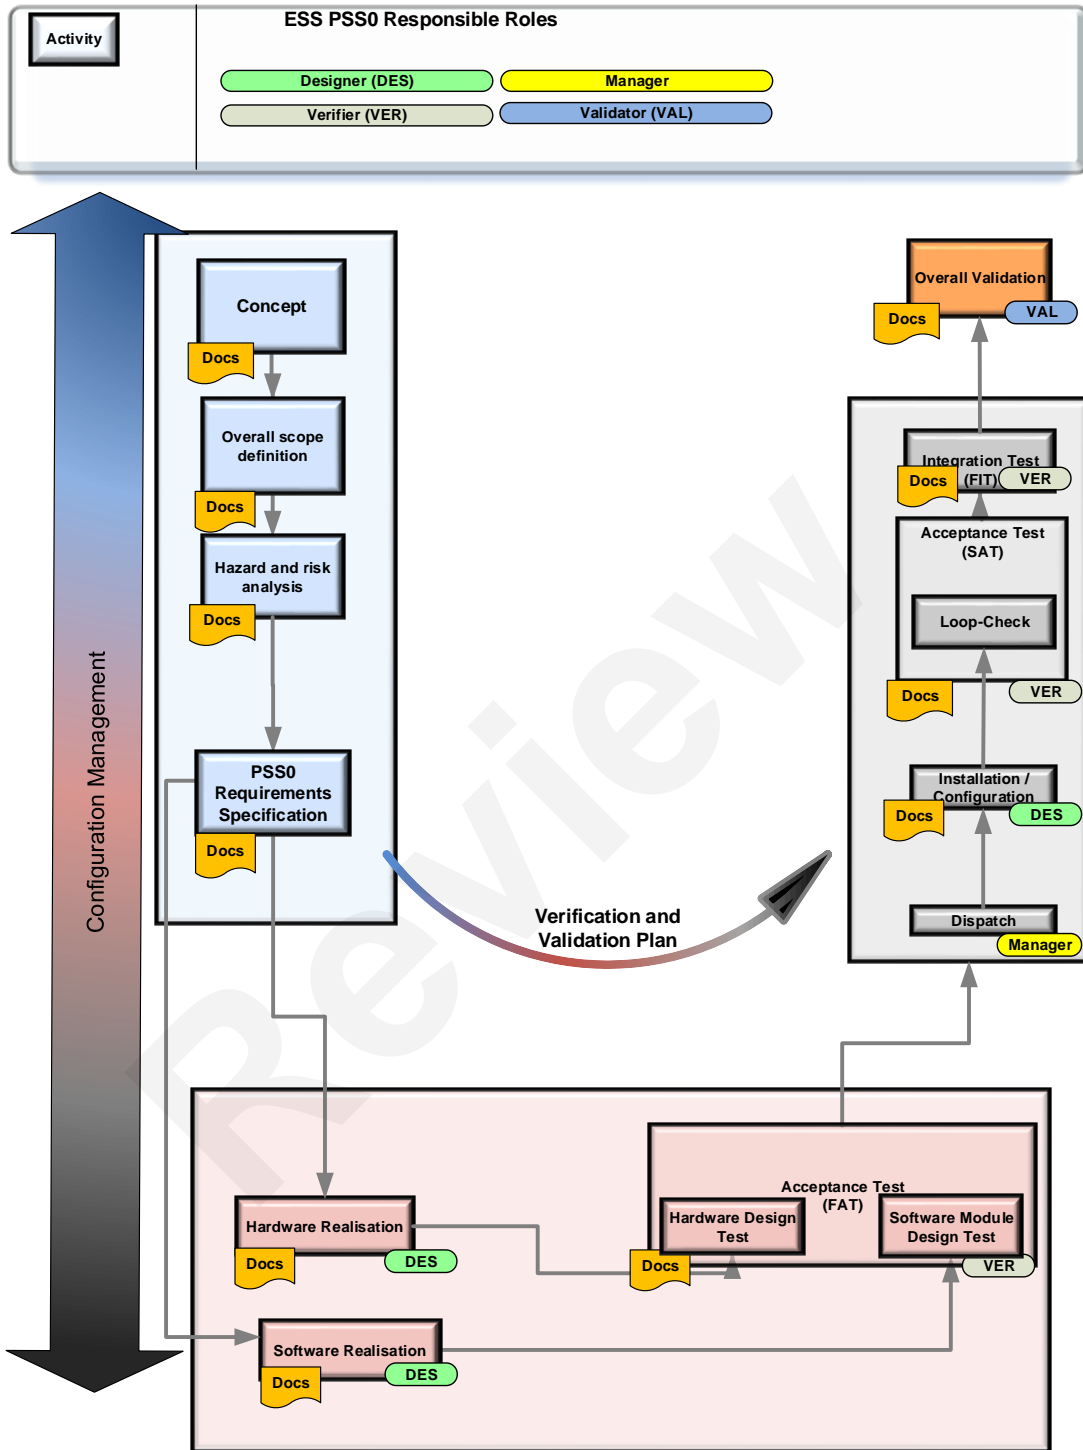 ESS PSS0 Responsible Roles
Activity
Designer (DES)
Manager
Verifier (VER)
Validator (VAL)
Configuration Management
Concept
Docs
Overall scope
definition
Docs
Hazard and risk
analysis
Docs
PSS0
Requirements
Specification
Docs
Verification and
Validation Plan
Overall Validation
Docs
VAL
Integration Test
(FIT)
Docs
VER
Acceptance Test
(SAT)
Loop-Check
Docs
VER
Installation /
Configuration
Docs
DES
Dispatch
Manager
Acceptance Test
(FAT)
Hardware Design
Test
Software Module
Design Test
Docs
VER
Hardware Realisation
Docs
DES
Software Realisation
Docs
DES
Review